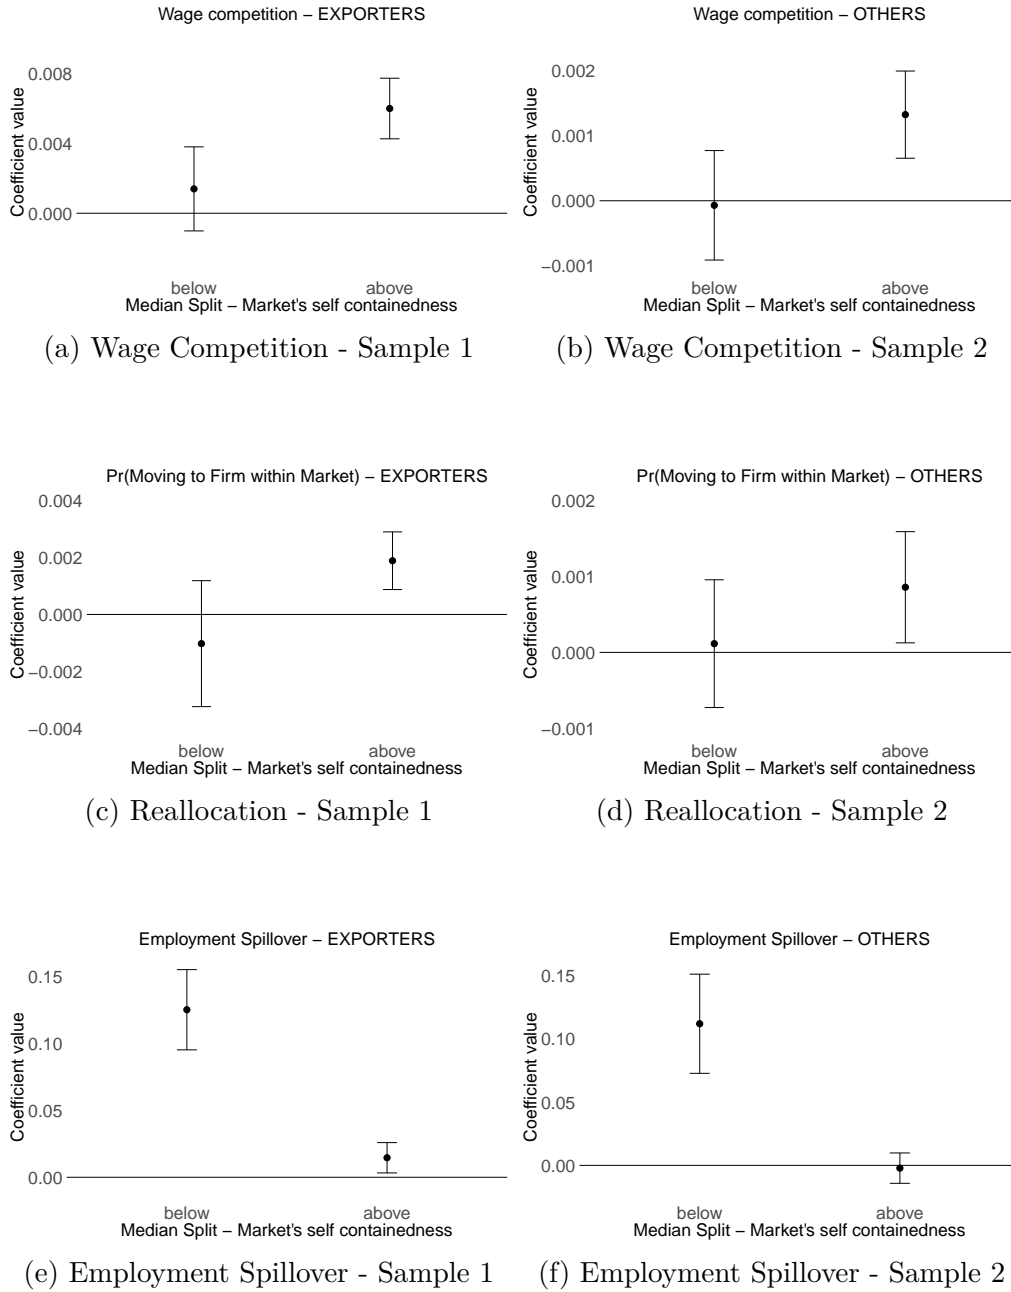 Wage competition – EXPORTERS
Coefficient value
0.008
0.004
0.000
below above
Median Split – Market's self containedness
(a) Wage Competition - Sample 1
Wage competition – OTHERS
Coefficient value
0.002
0.001
0.000
−0.001
below above
Median Split – Market's self containedness
(b) Wage Competition - Sample 2
Pr(Moving to Firm within Market) – EXPORTERS
Coefficient value
0.004
0.002
0.000
−0.002
−0.004
below above
Median Split – Market's self containedness
(c) Reallocation - Sample 1
Pr(Moving to Firm within Market) – OTHERS
Coefficient value
0.002
0.001
0.000
−0.001
below above
Median Split – Market's self containedness
(d) Reallocation - Sample 2
Employment Spillover – EXPORTERS
Coefficient value
0.15
0.10
0.05
0.00
below above
Median Split – Market's self containedness
(e) Employment Spillover - Sample 1
Employment Spillover – OTHERS
Coefficient value
0.15
0.10
0.05
0.00
below above
Median Split – Market's self containedness
(f) Employment Spillover - Sample 2